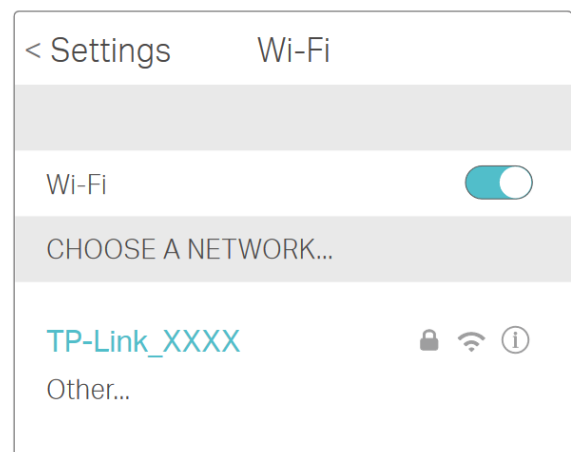 < Settings Wi-Fi
Wi-Fi
CHOOSE A NETWORK...
TP-Link_XXXX
Other...